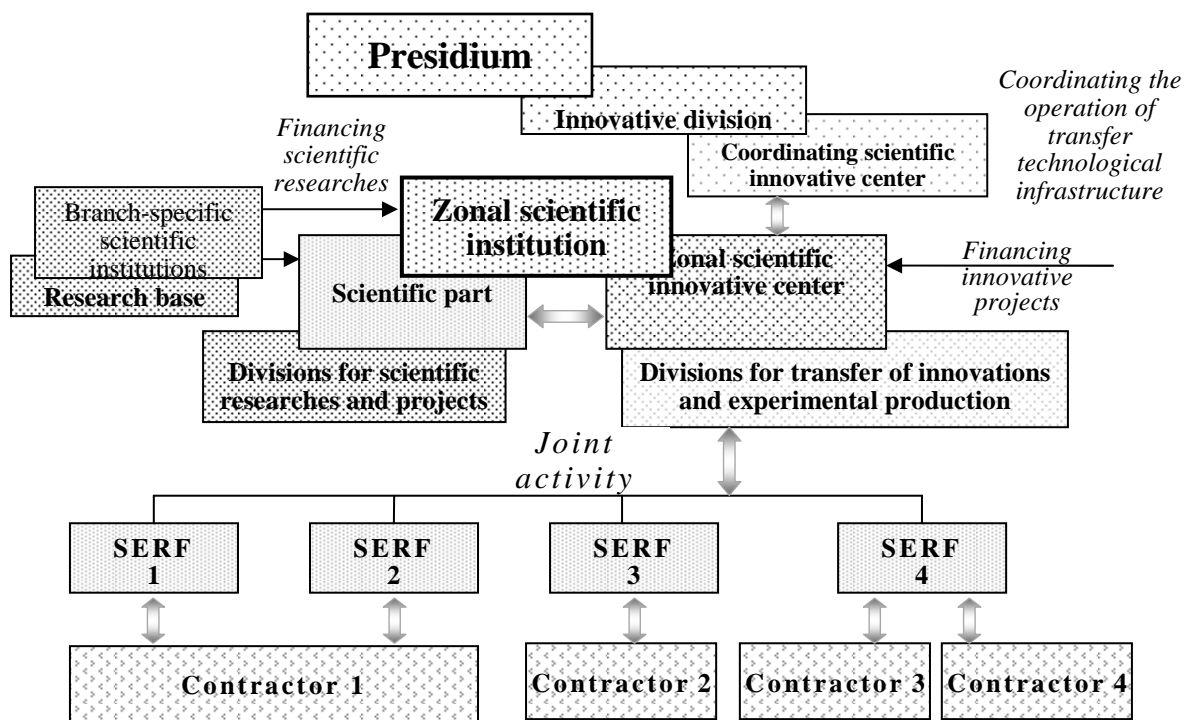 Presidium
Innovative division
Coordinating scientific
innovative center
Coordinating the
operation of
transfer
technological
infrastructure
Financing
scientific
researches
Branch-specific
scientific
institutions
Research base
Zonal scientific
institution
Scientific part
Zonal scientific
innovative center
Financing
innovative
projects
Divisions for scientific
researches and projects
Divisions for transfer of innovations
and experimental production
Joint
activity
SERF
1
SERF
2
SERF
3
SERF
4
Contractor 1
Contractor 2
Contractor 3
Contractor 4